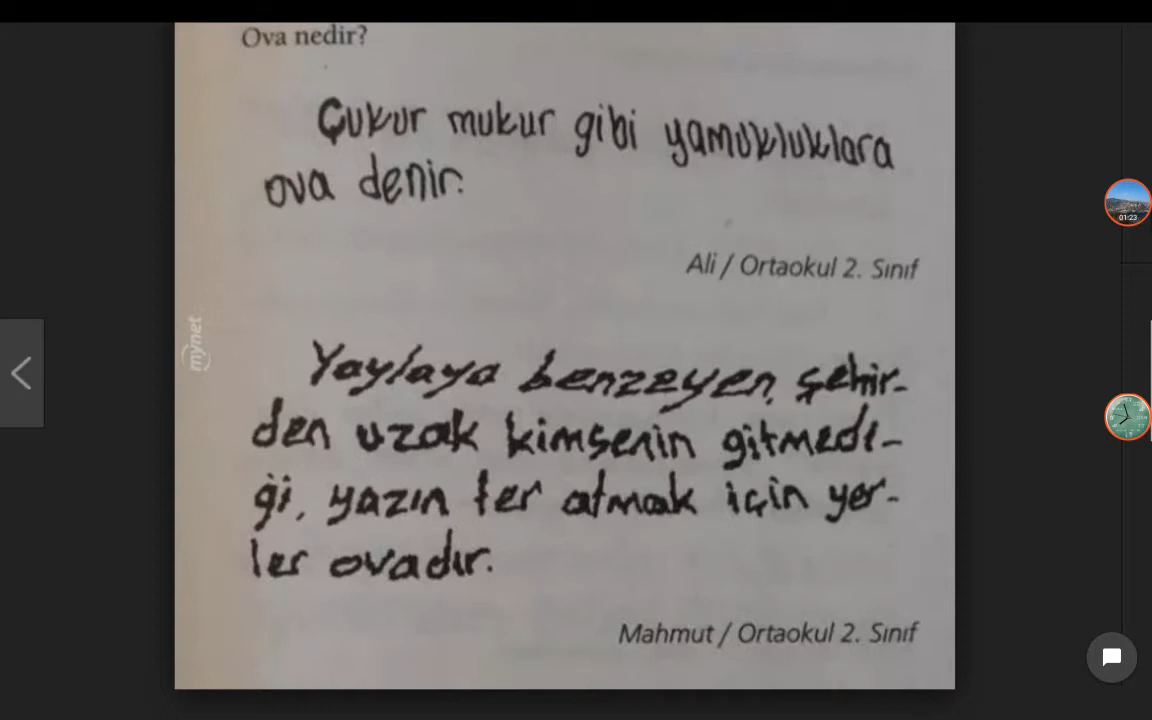 Ova nedir?
Çukur mukur gibi yamukluklara
ova denir.
Ali / Ortaokul 2. Sınıf
mynet
Yaylaya benzeyen, şehir-
den uzak kimsenin gitmedi-
ği, yazın ter atmak için yer-
ler ovadır.
Mahmut / Ortaokul 2. Sınıf
01:23